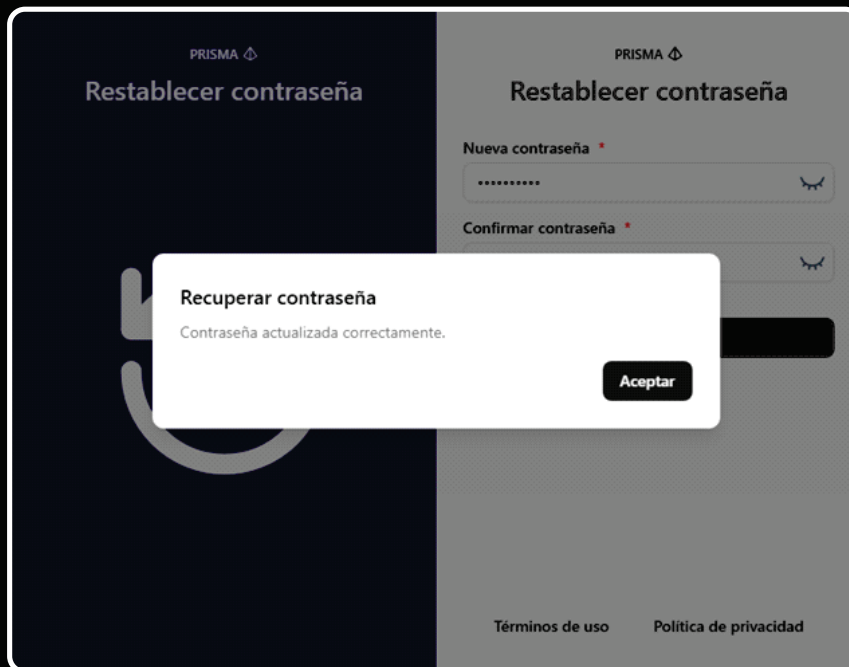 PRISMA
Restablecer contraseña
PRISMA
Restablecer contraseña
Nueva contraseña *
••••••••••
Confirmar contraseña *
Recuperar contraseña
Contraseña actualizada correctamente.
Aceptar
Términos de uso
Política de privacidad